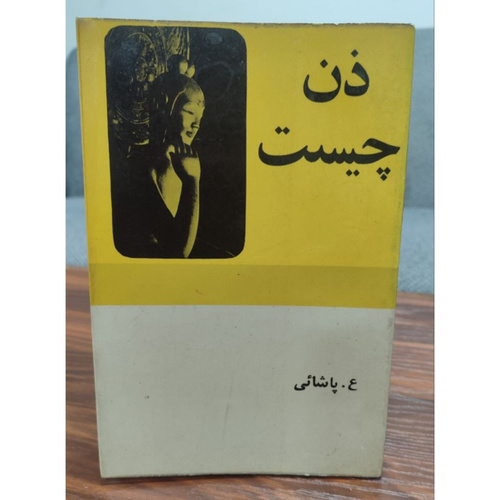 ذن
چیست
ع. پاشائی